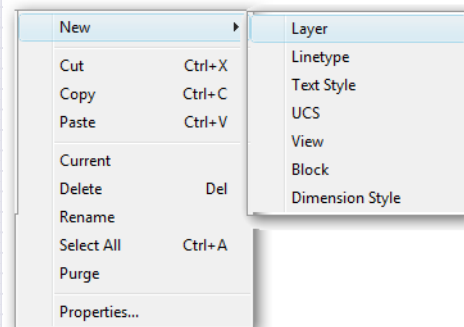 New
Layer
Linetype
Text Style
UCS
View
Block
Dimension Style
Cut Ctrl+X
Copy Ctrl+C
Paste Ctrl+V
Current
Delete Del
Rename
Select All Ctrl+A
Purge
Properties...